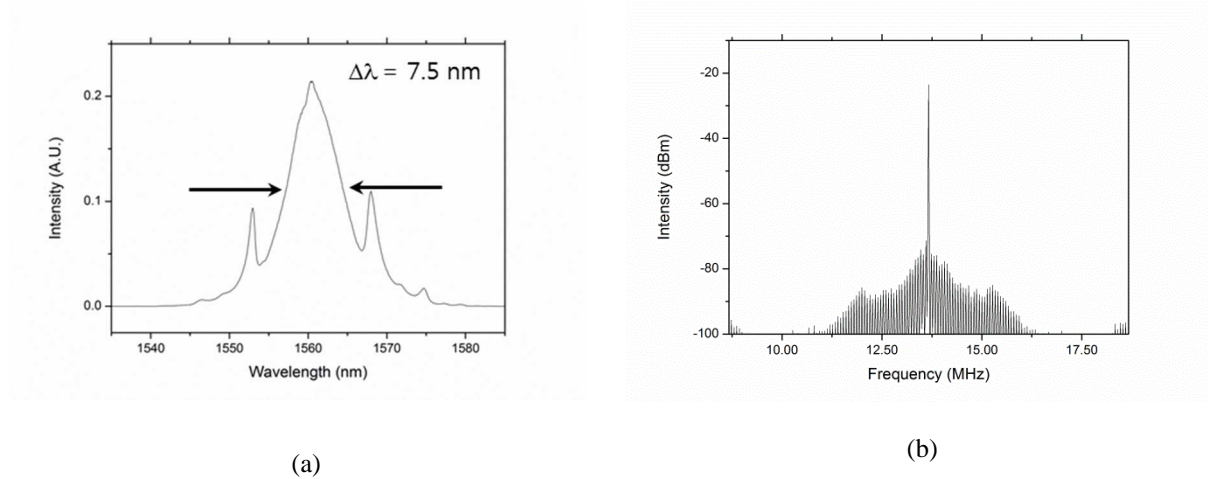 Δλ = 7.5 nm
0.2
0.1
0.0
Intensity (A.U.)
1540 1550 1560 1570 1580
Wavelength (nm)
(a)
-20
-40
-60
-80
-100
Intensity (dBm)
10.00 12.50 15.00 17.50
Frequency (MHz)
(b)